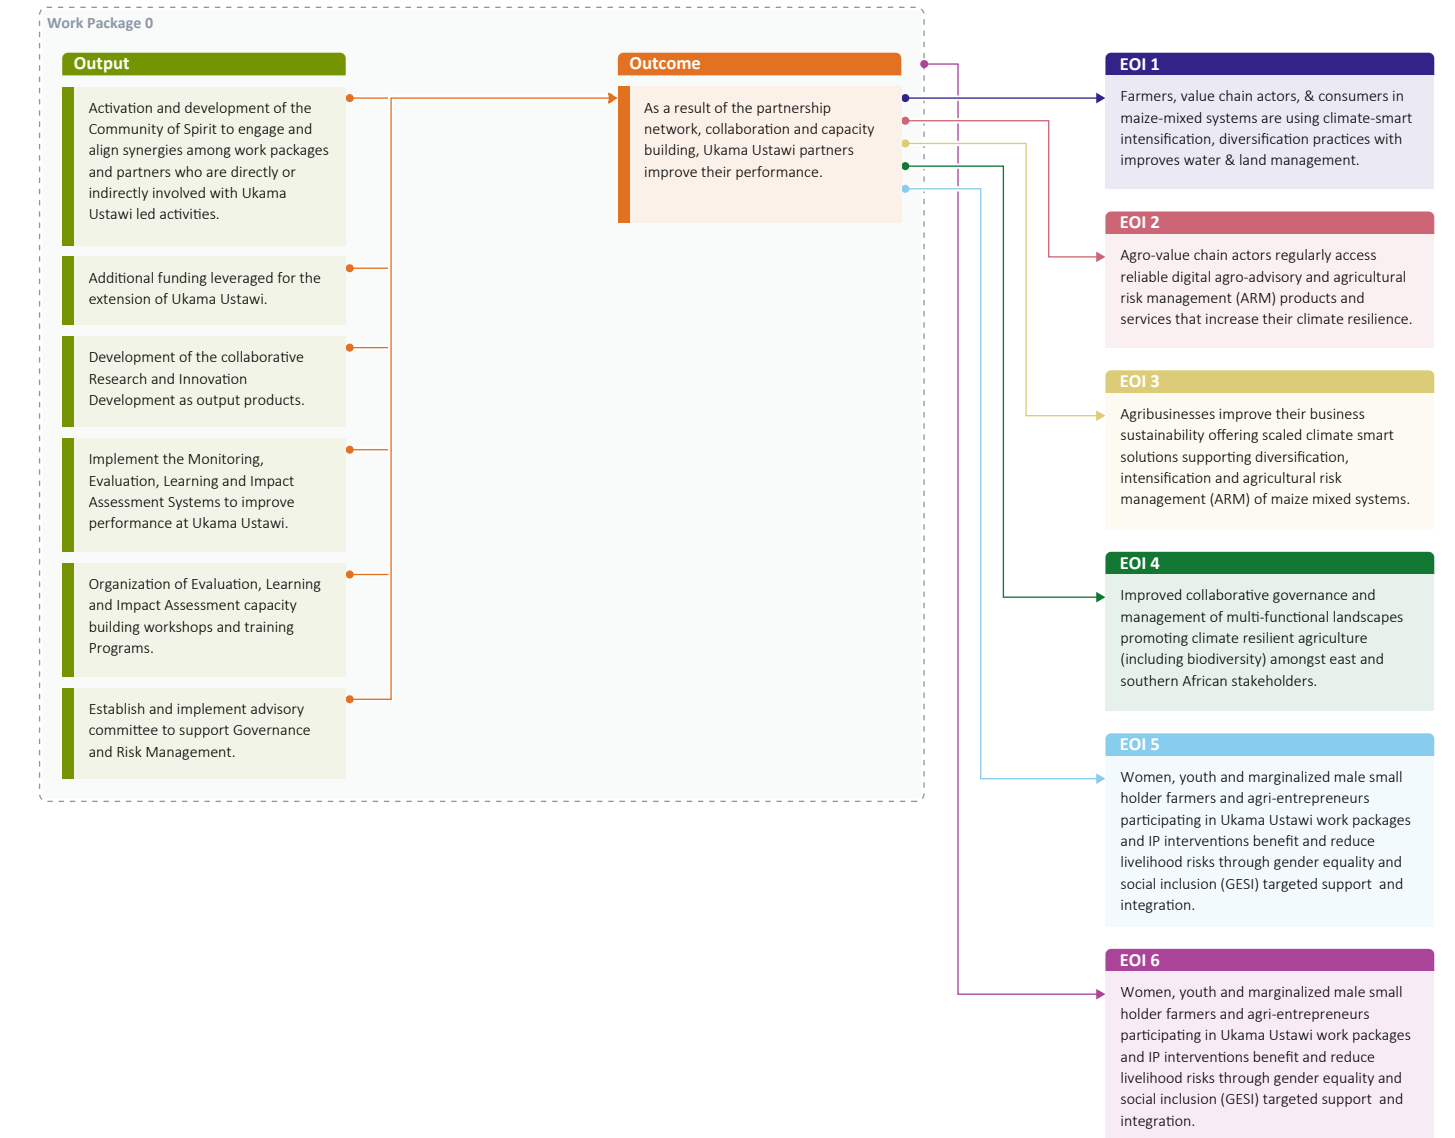 Work Package 0
Output
Activation and development of the
Community of Spirit to engage and
align synergies among work packages
and partners who are directly or
indirectly involved with Ukama
Ustawi led activities.
Additional funding leveraged for the
extension of Ukama Ustawi.
Development of the collaborative
Research and Innovation
Development as output products.
Implement the Monitoring,
Evaluation, Learning and Impact
Assessment Systems to improve
performance at Ukama Ustawi.
Organization of Evaluation, Learning
and Impact Assessment capacity
building workshops and training
Programs.
Establish and implement advisory
committee to support Governance
and Risk Management.
Outcome
As a result of the partnership
network, collaboration and capacity
building, Ukama Ustawi partners
improve their performance.
EOI 1
Farmers, value chain actors, & consumers in
maize-mixed systems are using climate-smart
intensification, diversification practices with
improves water & land management.
EOI 2
Agro-value chain actors regularly access
reliable digital agro-advisory and agricultural
risk management (ARM) products and
services that increase their climate resilience.
EOI 3
Agribusinesses improve their business
sustainability offering scaled climate smart
solutions supporting diversification,
intensification and agricultural risk
management (ARM) of maize mixed systems.
EOI 4
Improved collaborative governance and
management of multi-functional landscapes
promoting climate resilient agriculture
(including biodiversity) amongst east and
southern African stakeholders.
EOI 5
Women, youth and marginalized male small
holder farmers and agri-entrepreneurs
participating in Ukama Ustawi work packages
and IP interventions benefit and reduce
livelihood risks through gender equality and
social inclusion (GESI) targeted support  and
integration.
EOI 6
Women, youth and marginalized male small
holder farmers and agri-entrepreneurs
participating in Ukama Ustawi work packages
and IP interventions benefit and reduce
livelihood risks through gender equality and
social inclusion (GESI) targeted support  and
integration.